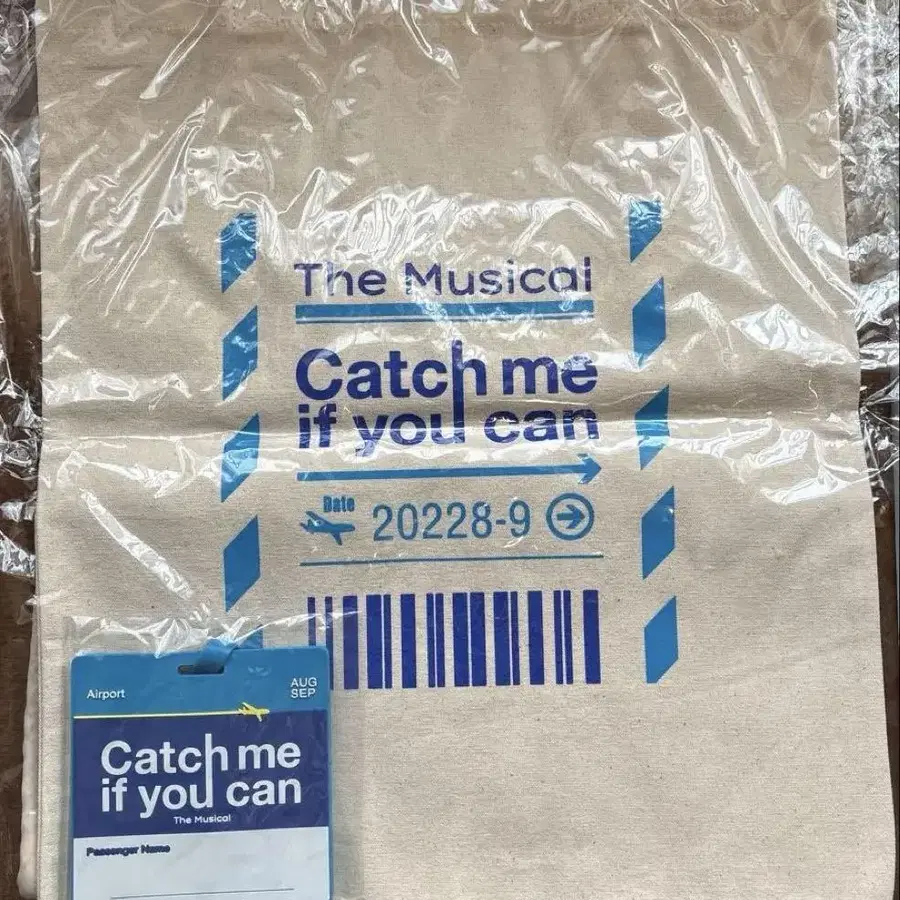 The Musical
Catch me
if you can
Date
20228-9
Airport
AUG
SEP
Catch me
if you can
The Musical
Passenger Name